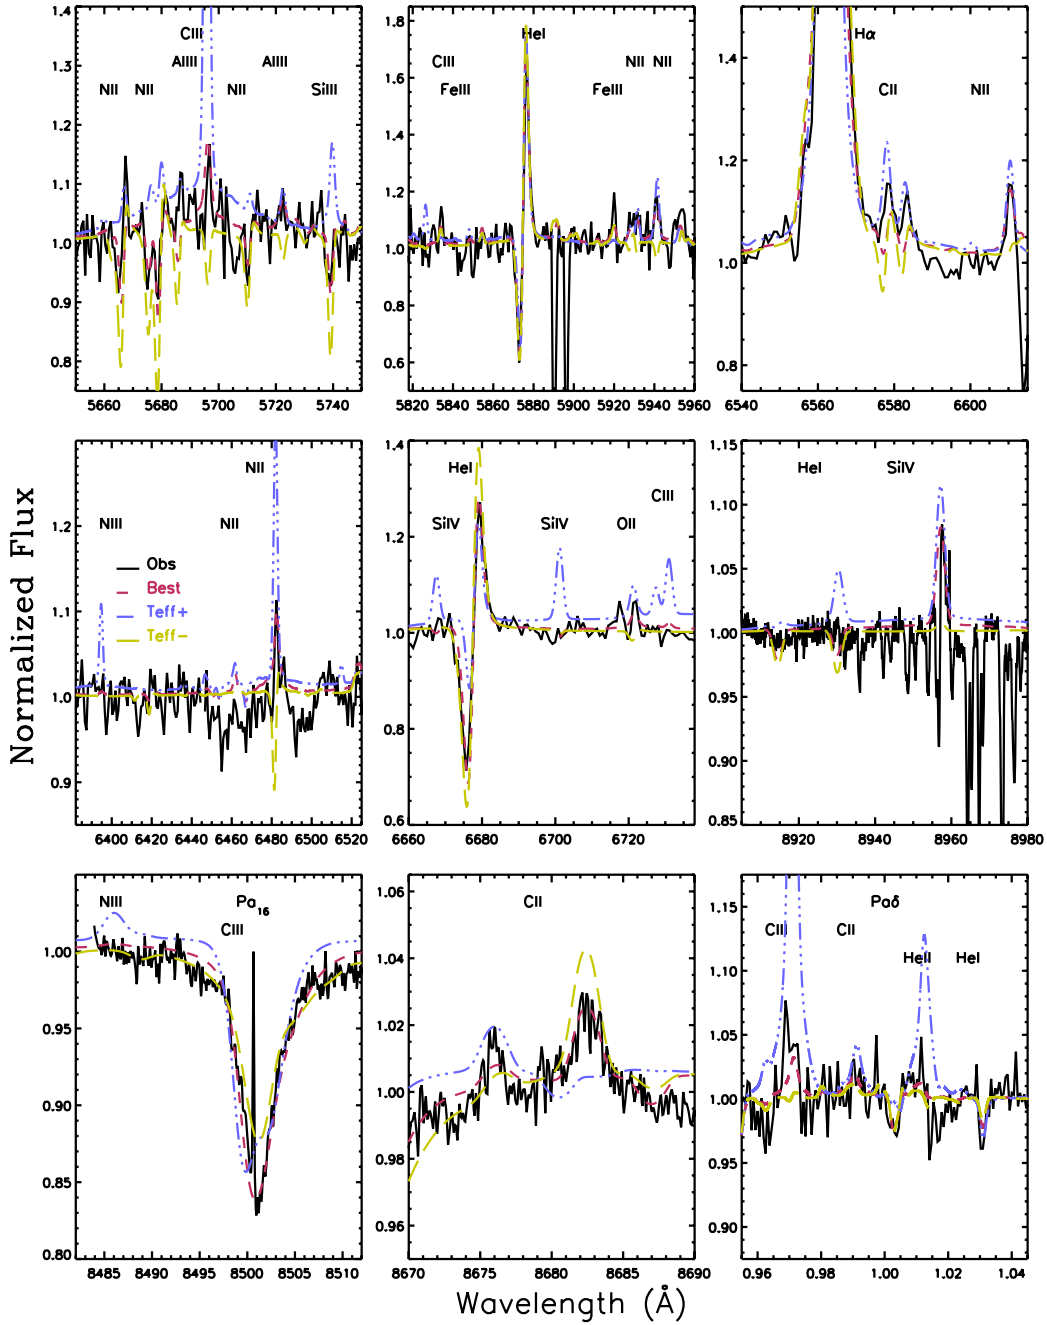 CIII
AlIII AlIII
NII NII NII SiIII
1.4
1.3
1.2
1.1
1.0
0.9
0.8
5660 5680 5700 5720 5740
HeI
CIII NII NII
FeIII FeIII
1.8
1.6
1.4
1.2
1.0
0.8
0.6
5820 5840 5860 5880 5900 5920 5940 5960
Hα
CII NII
1.4
1.2
1.0
0.8
6540 6560 6580 6600
NII
NIII NII
Obs
Best
Teff+
Teff-
1.2
1.1
1.0
0.9
6400 6420 6440 6460 6480 6500 6520
HeI CIII
SiIV SiIV OII
1.4
1.2
1.0
0.8
0.6
6660 6680 6700 6720
HeI SiIV
1.15
1.10
1.05
1.00
0.95
0.90
0.85
8920 8940 8960 8980
NIII Pa16
CIII
1.00
0.95
0.90
0.85
0.80
8485 8490 8495 8500 8505 8510
CII
1.06
1.04
1.02
1.00
0.98
0.96
8670 8675 8680 8685 8690
Paδ
CIII CII
HeII HeI
1.15
1.10
1.05
1.00
0.95
0.90
0.96 0.98 1.00 1.02 1.04
Normalized Flux
Wavelength (Å)